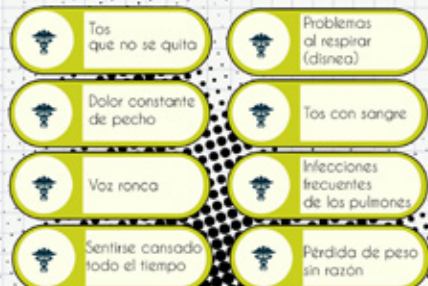 Tos
que no se quita
Problemas
al respirar
(disnea)
Dolor constante
de pecho
Tos con sangre
Voz ronca
Infecciones
frecuentes
de los pulmones
Sentirse cansado
todo el tiempo
Pérdida de peso
sin razón